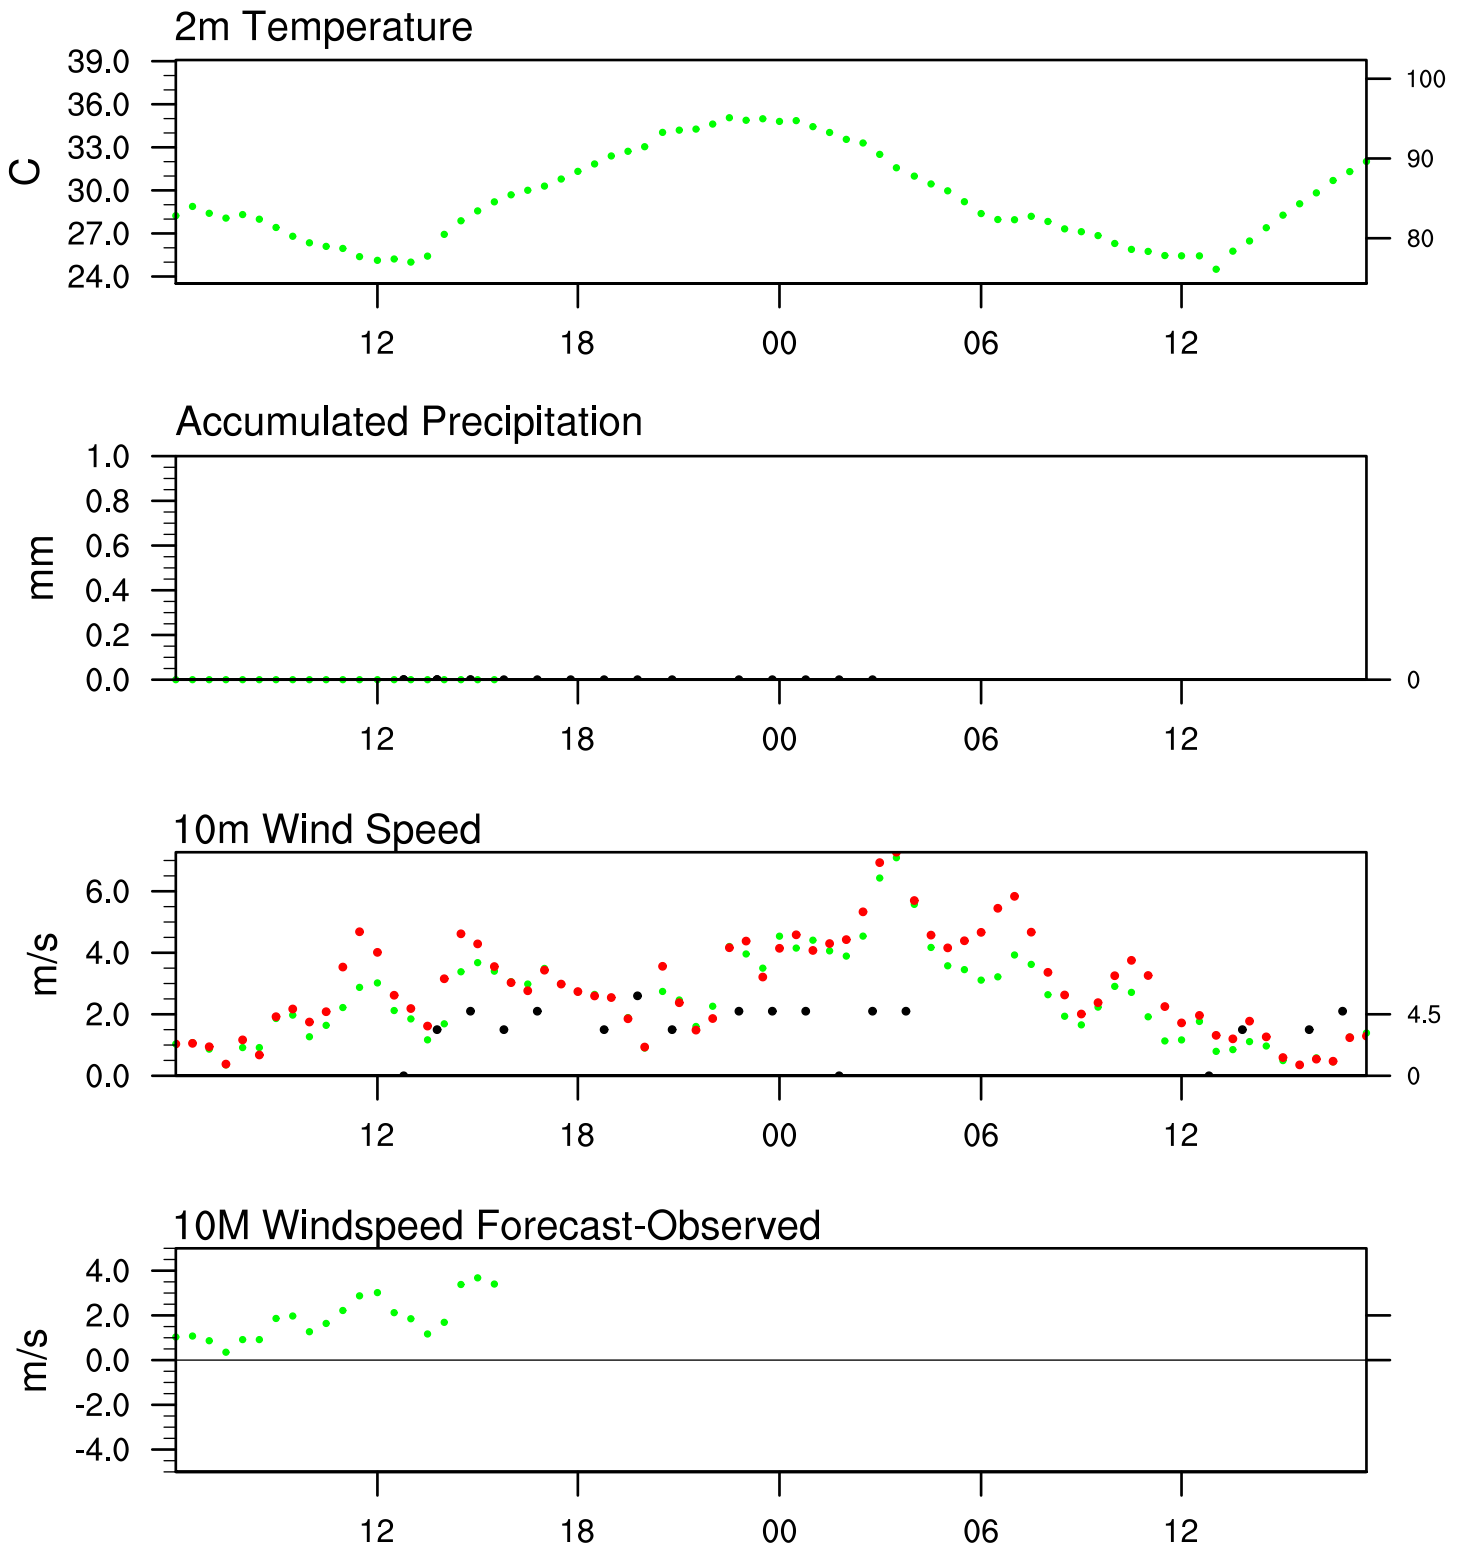 2m Temperature
39.0
36.0
33.0
30.0
27.0
24.0
C
100
90
80
12 18 00 06 12
Accumulated Precipitation
1.0
0.8
0.6
0.4
0.2
0.0
mm
0
12 18 00 06 12
10m Wind Speed
6.0
4.0
2.0
0.0
m/s
4.5
0
12 18 00 06 12
10M Windspeed Forecast-Observed
4.0
2.0
0.0
-2.0
-4.0
m/s
12 18 00 06 12